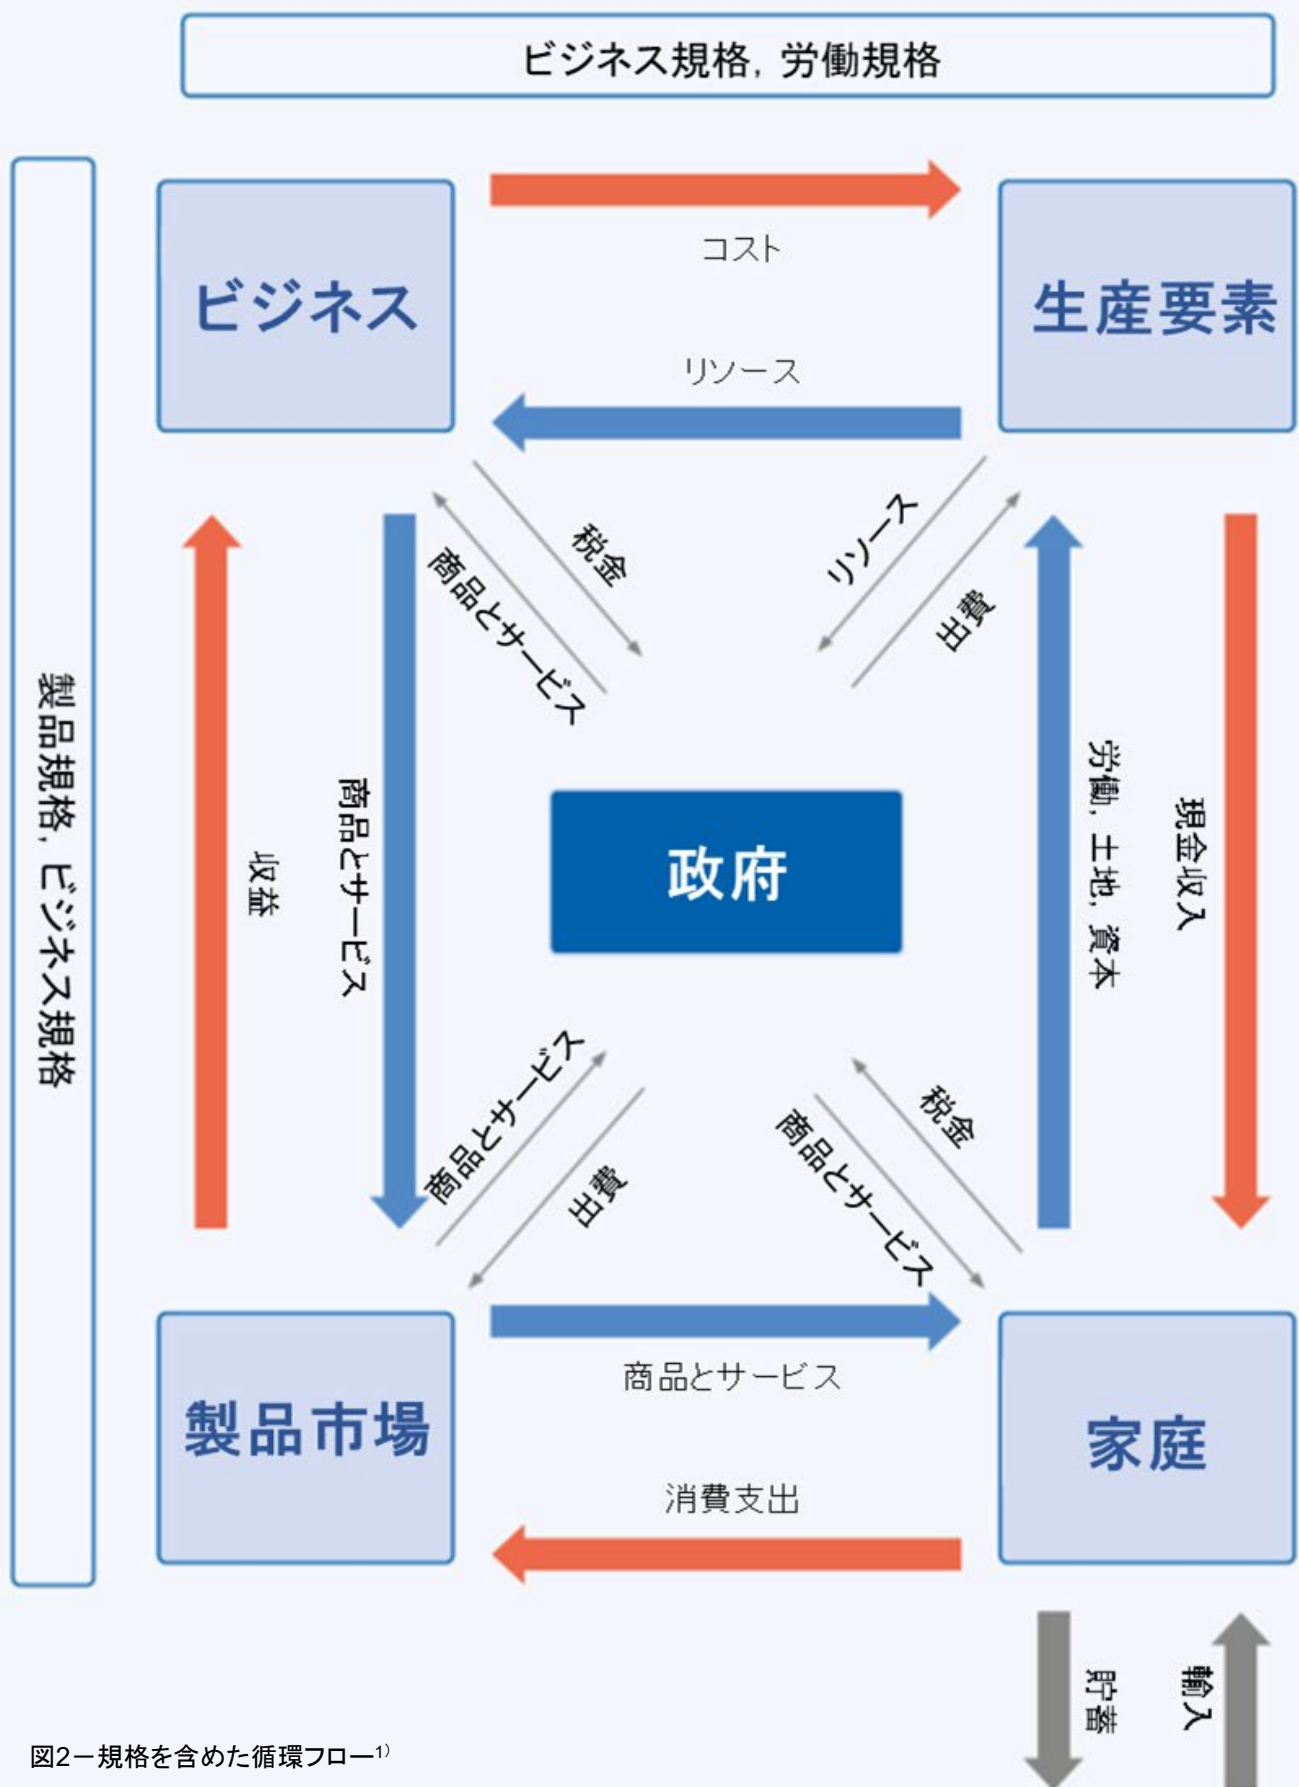 ビジネス規格, 労働規格
製品規格, ビジネス規格
ビジネス
コスト
生産要素
リソース
税金
商品とサービス
リソース
出費
収益
商品とサービス
政府
労働, 土地, 資本
現金収入
商品とサービス
出費
税金
商品とサービス
製品市場
商品とサービス
家庭
消費支出
貯蓄
輸入
図2－規格を含めた循環フロー1)